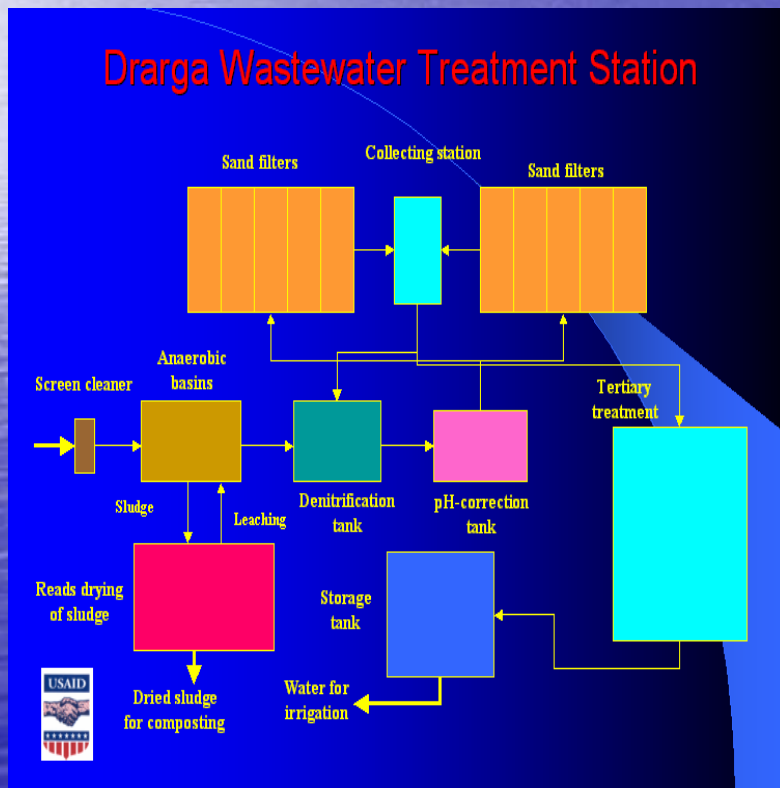 Drarga Wastewater Treatment Station
Sand filters
Collecting station
Sand filters
Screen cleaner
Anaerobic
basins
Tertiary
treatment
Sludge
Leaching
Denitrification
tank
pH-correction
tank
Reads drying
of sludge
Storage
tank
Dried sludge
for composting
Water for
irrigation
USAID